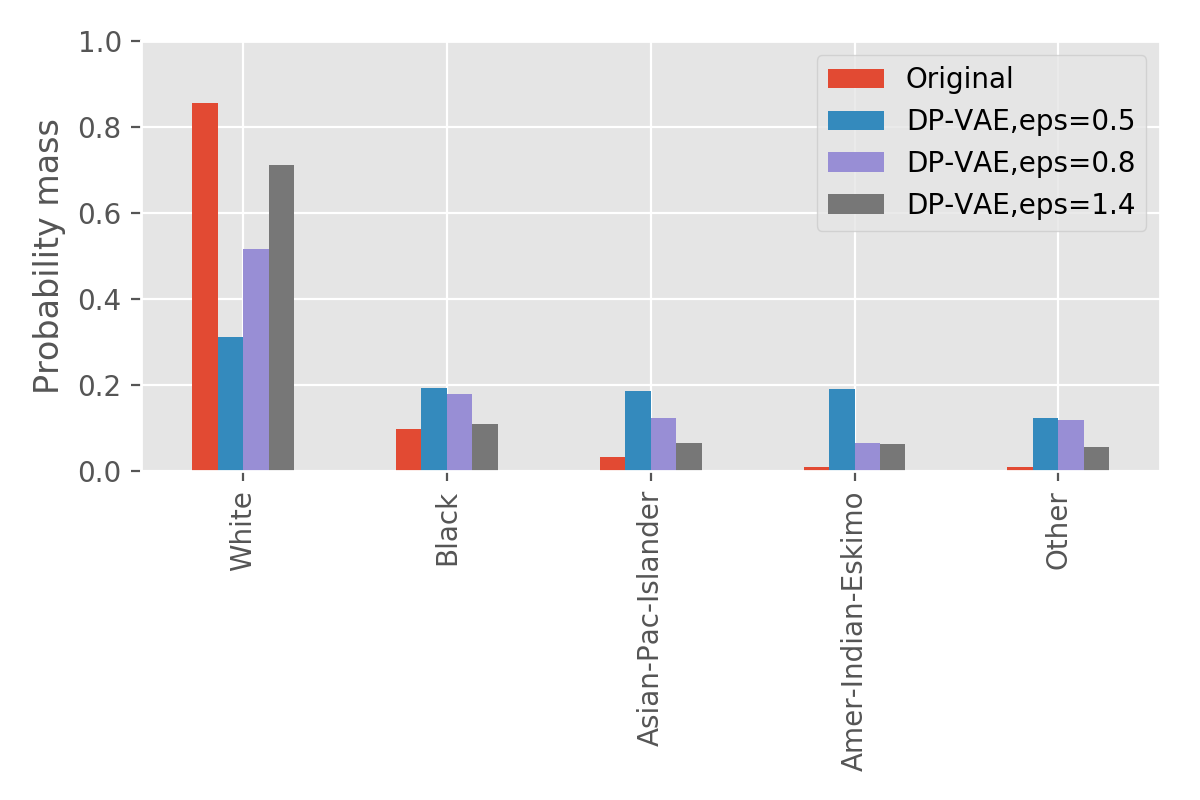 Probability mass
1.0
0.8
0.6
0.4
0.2
0.0
Original
DP-VAE,eps=0.5
DP-VAE,eps=0.8
DP-VAE,eps=1.4
White
Black
Asian-Pac-Islander
Amer-Indian-Eskimo
Other